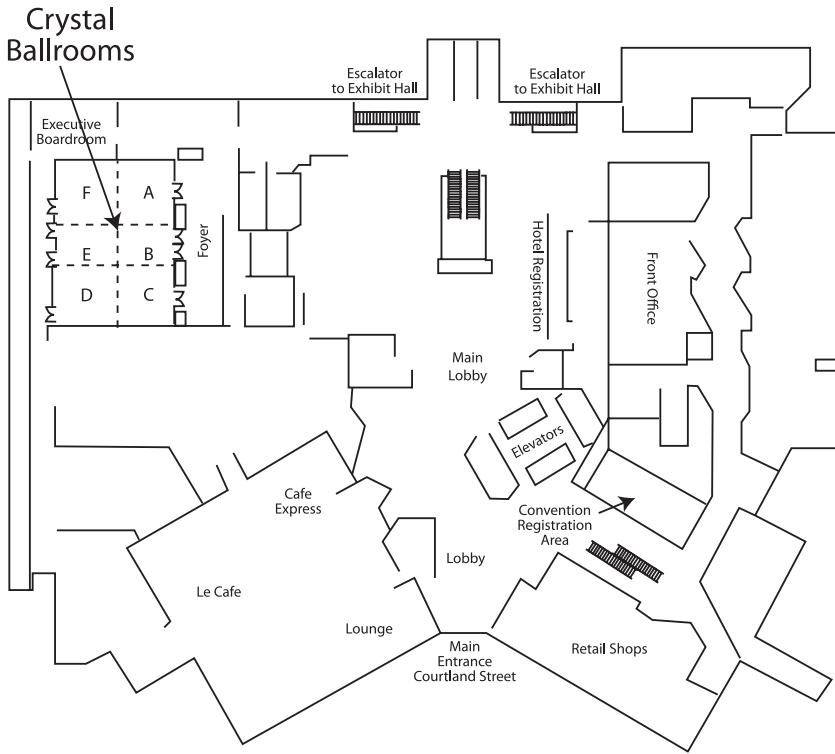 Crystal
Ballrooms
Escalator
to Exhibit Hall
Escalator
to Exhibit Hall
Executive
Boardroom
F
A
E
B
D
C
Foyer
Hotel Registration
Front Office
Main
Lobby
Elevators
Cafe
Express
Convention
Registration
Area
Lobby
Le Cafe
Lounge
Main
Entrance
Courtland Street
Retail Shops